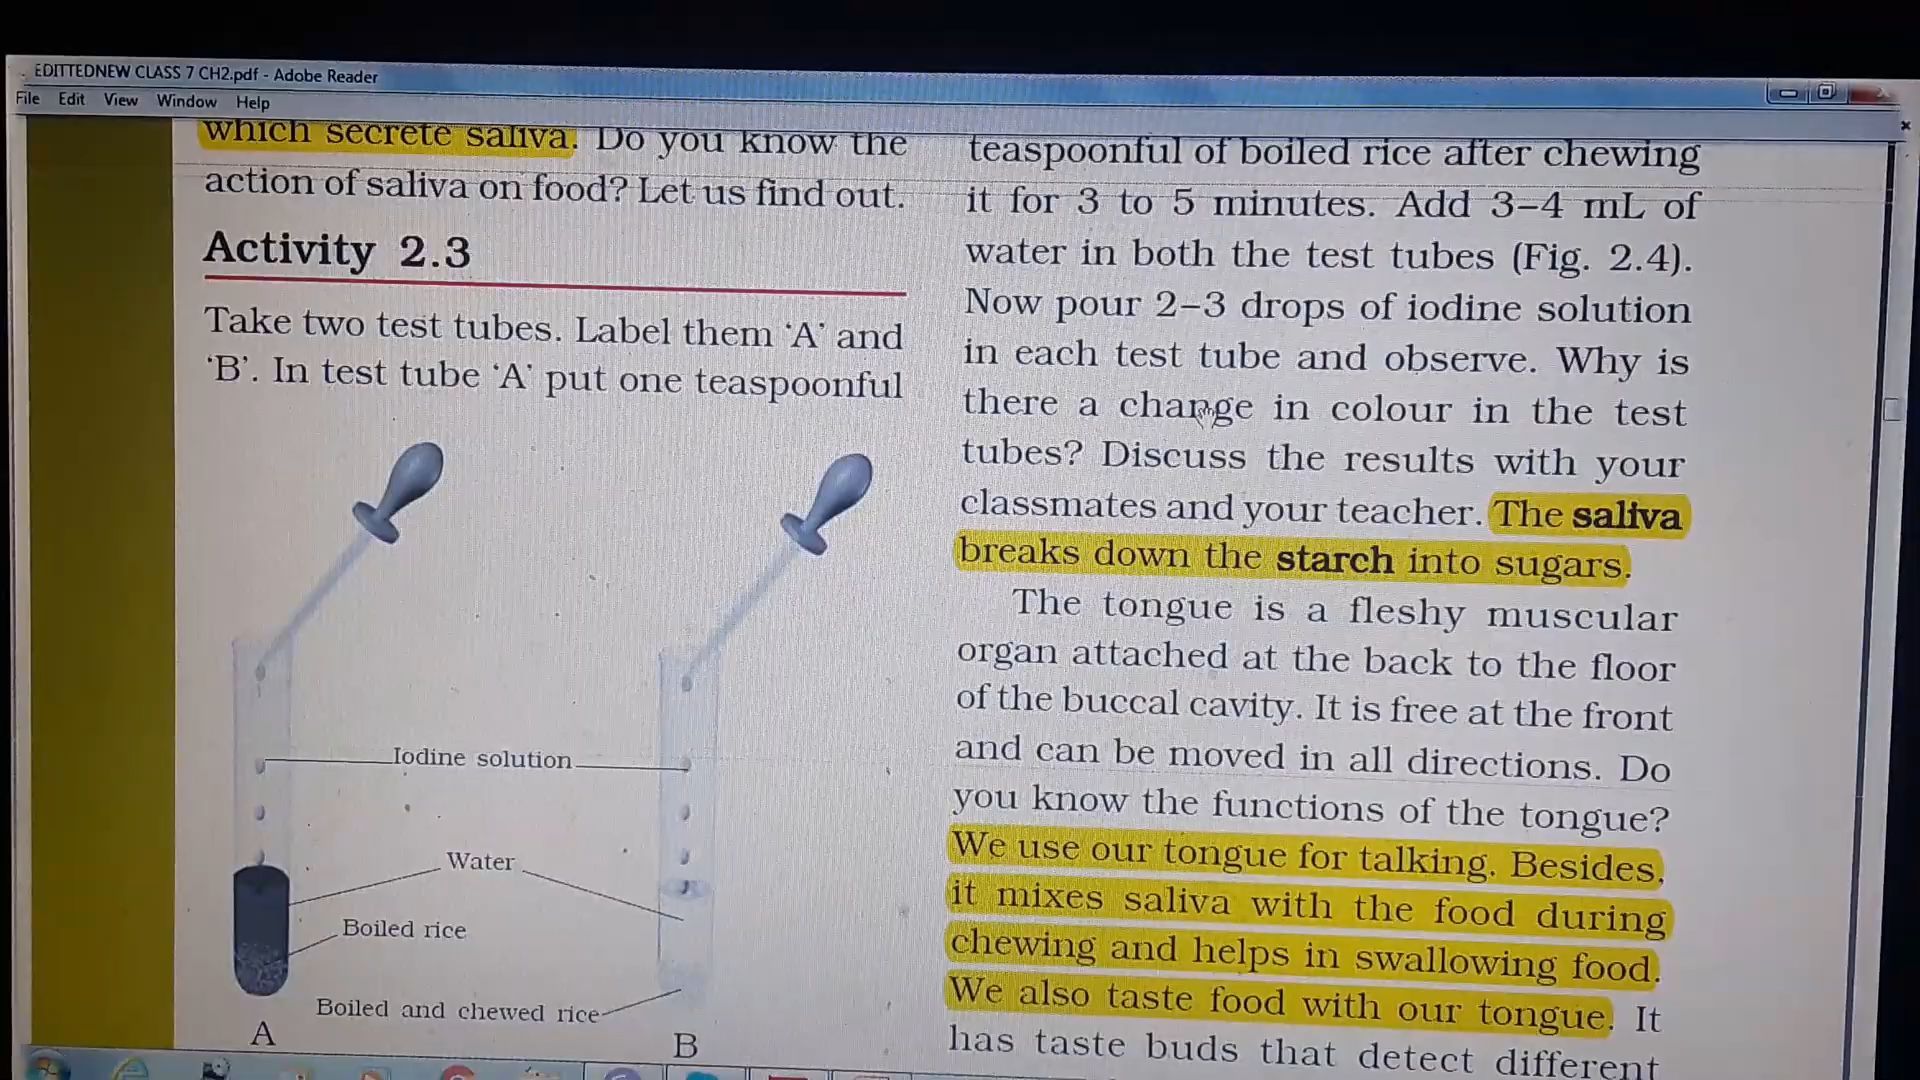 EDITTEDNEW CLASS 7 CH2.pdf - Adobe Reader
File Edit View Window Help
which secrete saliva. Do you know the
action of saliva on food? Let us find out.
Activity 2.3
Take two test tubes. Label them ‘A’ and
‘B’. In test tube ‘A’ put one teaspoonful
Iodine solution
Water
Boiled rice
Boiled and chewed rice
A
B
teaspoonful of boiled rice after chewing
it for 3 to 5 minutes. Add 3–4 mL of
water in both the test tubes (Fig. 2.4).
Now pour 2–3 drops of iodine solution
in each test tube and observe. Why is
there a change in colour in the test
tubes? Discuss the results with your
classmates and your teacher. The saliva
breaks down the starch into sugars.
The tongue is a fleshy muscular
organ attached at the back to the floor
of the buccal cavity. It is free at the front
and can be moved in all directions. Do
you know the functions of the tongue?
We use our tongue for talking. Besides,
it mixes saliva with the food during
chewing and helps in swallowing food.
We also taste food with our tongue. It
has taste buds that detect different